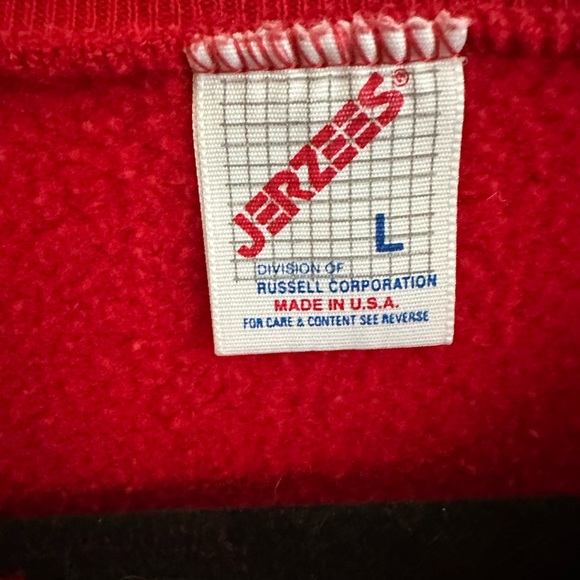 JERZEES®
L
DIVISION OF
RUSSELL CORPORATION
MADE IN U.S.A.
FOR CARE & CONTENT SEE REVERSE